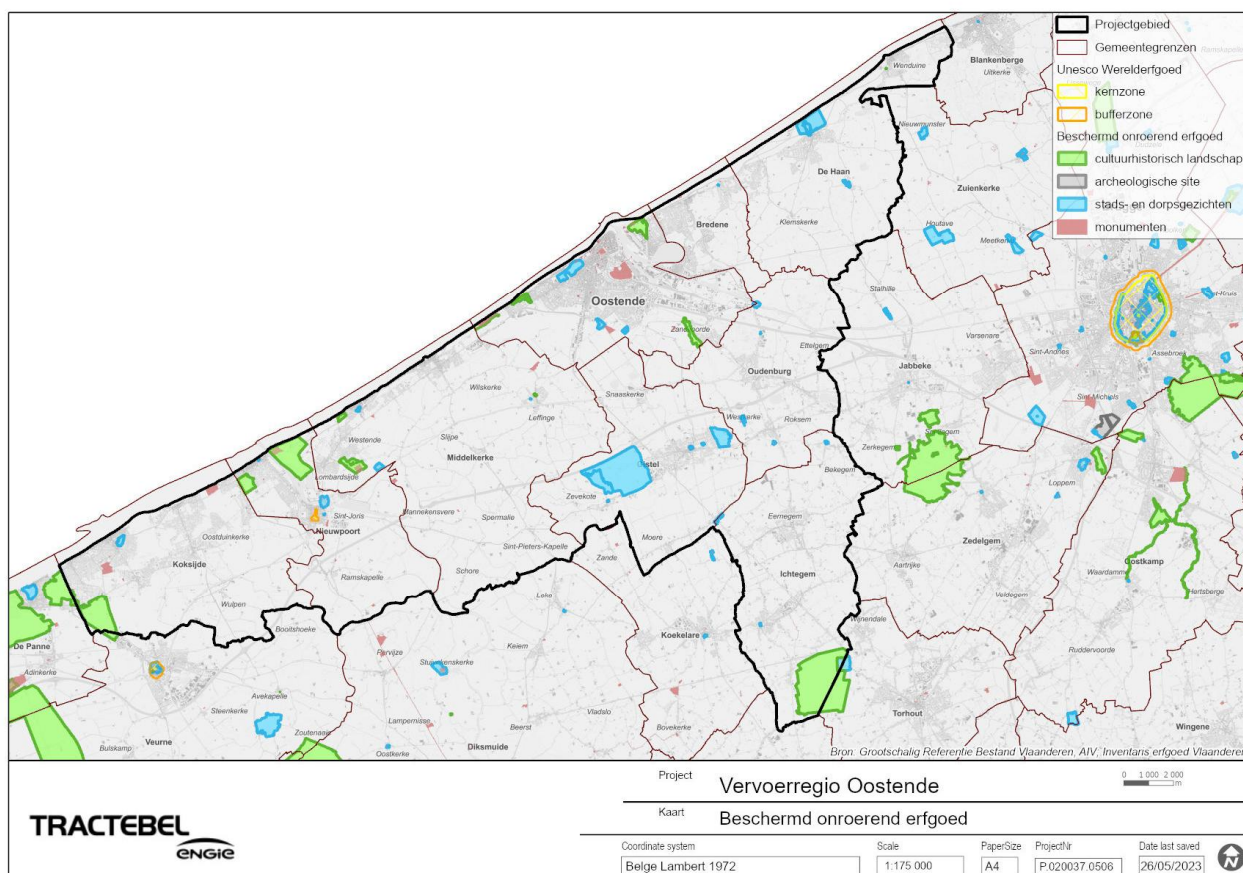 Projectgebied
Gemeentegrenzen
Unesco Werelderfgoed
kernzone
bufferzone
Beschermd onroerend erfgoed
cultuurhistorisch landschap
archeologische site
stads- en dorpsgezichten
monumenten
Wenduine
Blankenberge
Uitkerke
Nieuwmunster
De Haan
Zuienkerke
Bredene
Klemskerke
Houtave
Meetkerke
Oostende
Stalhille
Zandvoorde
Ettelgem
Varsenare
Sint-Andries
Assebroek
Oudenburg
Jabbeke
Wilskerke
Snaaskerke
Sint-Michiels
Leffinge
Westkerke
Roksem
Westende
Slijpe
Zerkegem
Middelkerke
Gistel
Bekegem
Lombardsijde
Loppem
Zevekote
Mannekensvere
Sint-Joris
Spermalie
Nieuwpoort
Eernegem
Oostduinkerke
Moere
Zedelgem
Sint-Pieters-Kapelle
Koksijde
Zande
Oostkamp
Schore
Aartrijke
Waardamme
Ramskapelle
Ichtegem
Hertsberge
Wulpen
Leke
Veldegem
Booitshoeke
Wijnendale
De Panne
Koekelare
Keiem
Pervijze
Ruddervoorde
Adinkerke
Stuivekenskerke
Avekapelle
Steenkerke
Vladslo
Torhout
Lampernisse
Beerst
Bovekerke
Wingene
Zoutenaaie
Veurne
Bulskamp
Oostkerke
Diksmuide
Bron: Grootschalig Referentie Bestand Vlaanderen, AIV, Inventaris erfgoed Vlaanderen
Project
Vervoerregio Oostende
0 1 000 2 000
m
Kaart
Beschermd onroerend erfgoed
TRACTEBEL
ENGIE
Coordinate system
Scale
PaperSize
ProjectNr
Date last saved
Belge Lambert 1972
1:175 000
A4
P.020037.0506
26/05/2023
N